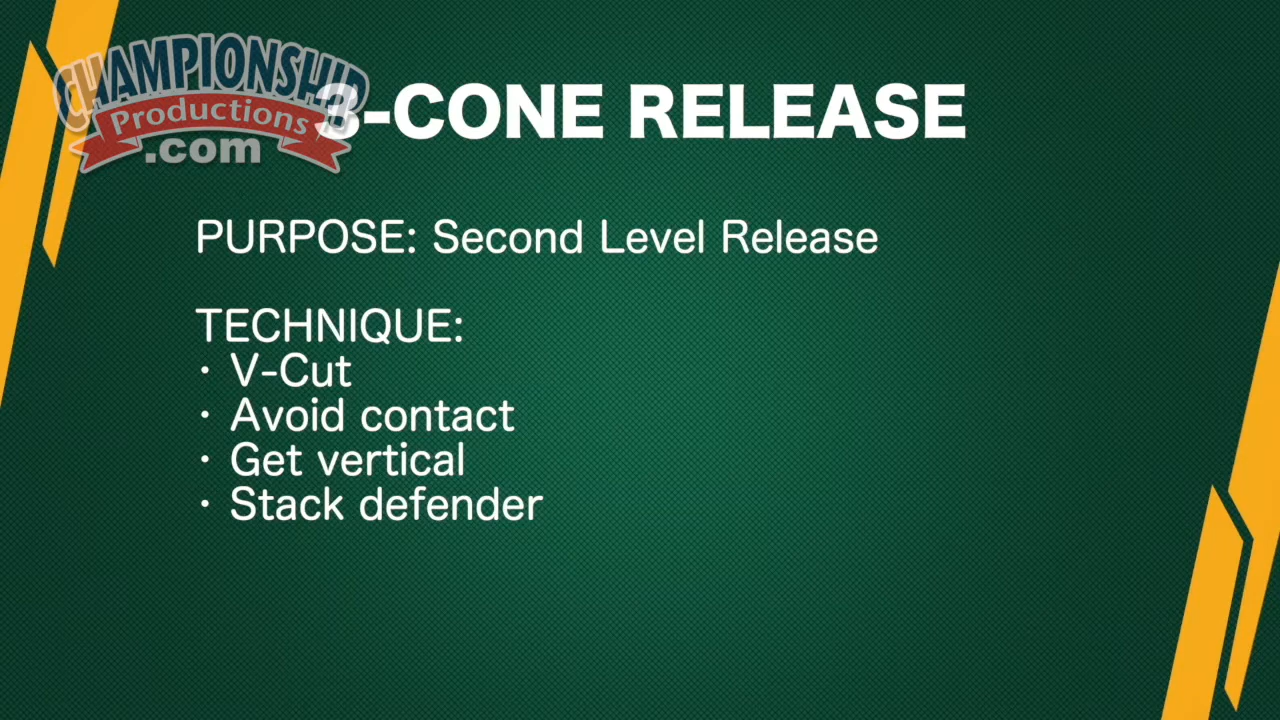 CHAMPIONSHIP
Productions
.com
3-CONE RELEASE
PURPOSE: Second Level Release
TECHNIQUE:
· V-Cut
· Avoid contact
· Get vertical
· Stack defender